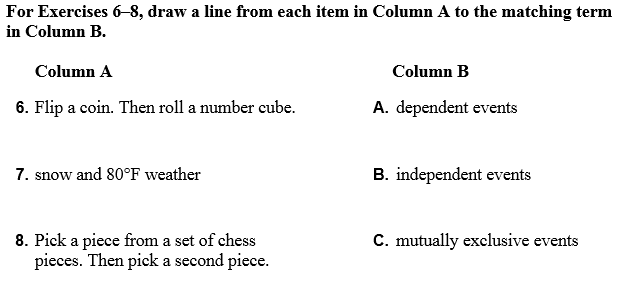 For Exercises 6–8, draw a line from each item in Column A to the matching term
in Column B.
Column A
Column B
6. Flip a coin. Then roll a number cube.
A. dependent events
7. snow and 80°F weather
B. independent events
8. Pick a piece from a set of chess
pieces. Then pick a second piece.
C. mutually exclusive events